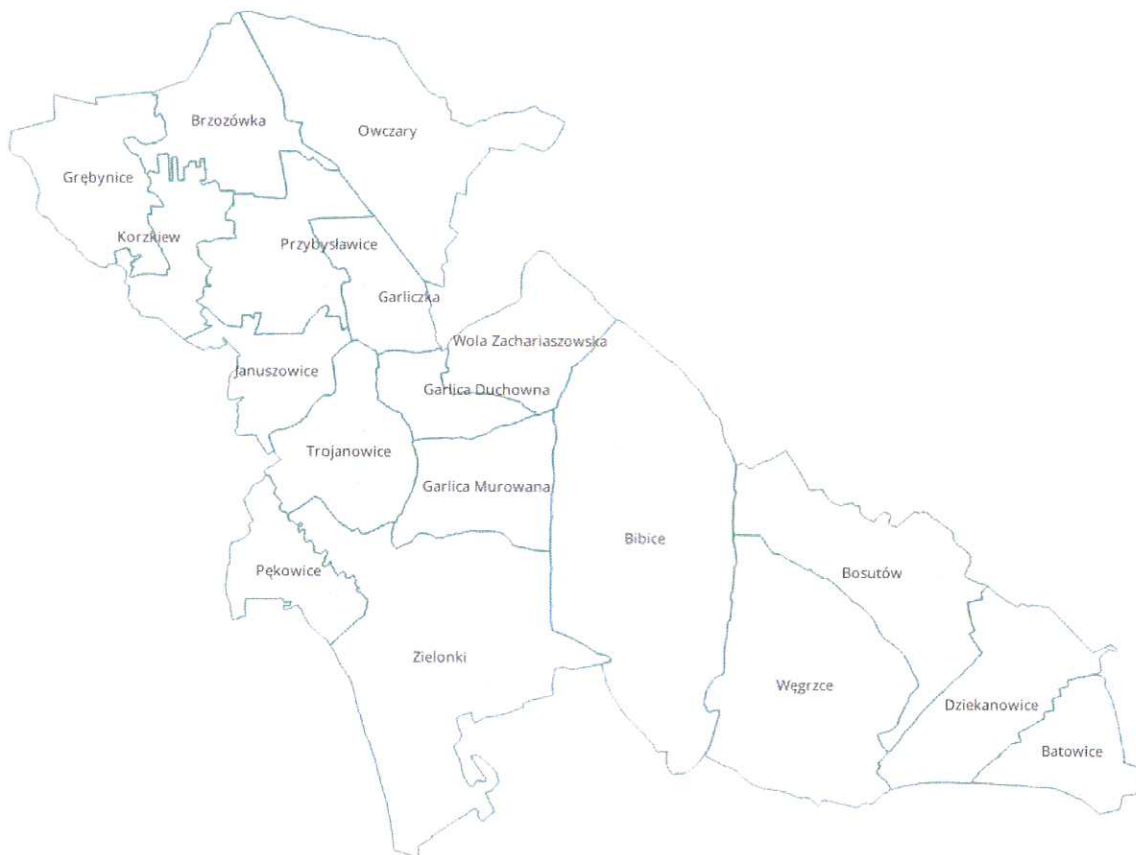 Brzozówka
Owczary
Grębynice
Korzkiew
Przybysławice
Garliczka
Wola Zachariaszowska
Januszowice
Garlica Duchowna
Trojanowice
Garlica Murowana
Bibice
Pękowice
Bosutów
Zielonki
Węgrzce
Dziekanowice
Batowice